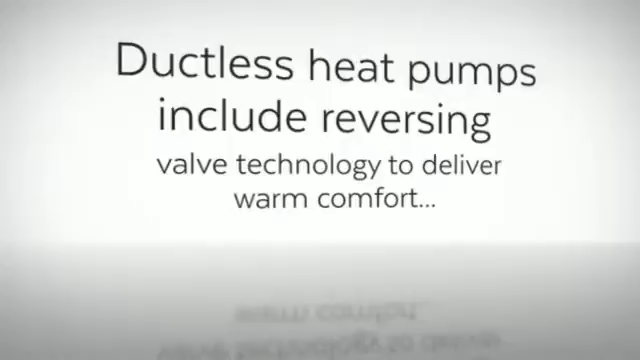 Ductless heat pumps
include reversing
valve technology to deliver
warm comfort...